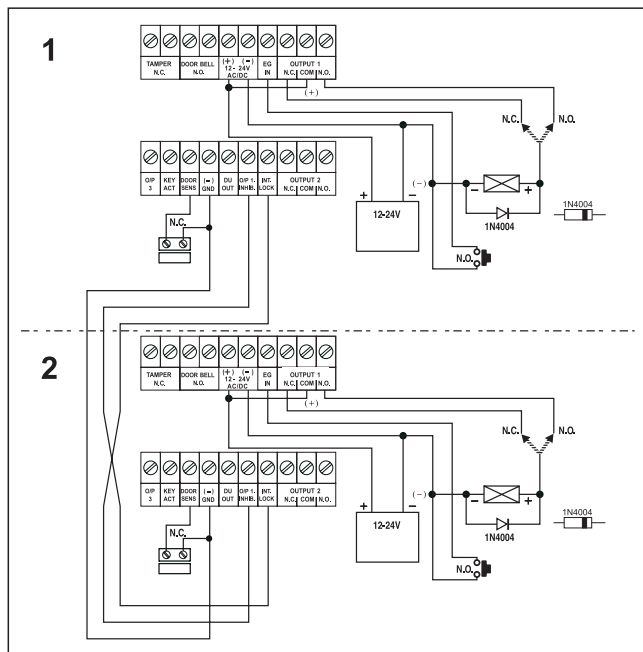 1
TAMPER N.C. DOOR BELL N.O. (+) (-) 12- 24V AC/DC EG IN OUTPUT 1 N.C. COM N.O.
(+)
N.C. N.O.
O/P 3 KEY ACT DOOR SENS (-) GND DU OUT O/P 1. INHIB. INT. LOCK OUTPUT 2 N.C. COM N.O.
N.C.
+ -
12-24V
(-)
- +
1N4004
1N4004
N.O.
2
TAMPER N.C. DOOR BELL N.O. (+) (-) 12- 24V AC/DC EG IN OUTPUT 1 N.C. COM N.O.
(+)
N.C. N.O.
O/P 3 KEY ACT DOOR SENS (-) GND DU OUT O/P 1. INHIB. INT. LOCK OUTPUT 2 N.C. COM N.O.
N.C.
+ -
12-24V
(-)
- +
1N4004
1N4004
N.O.